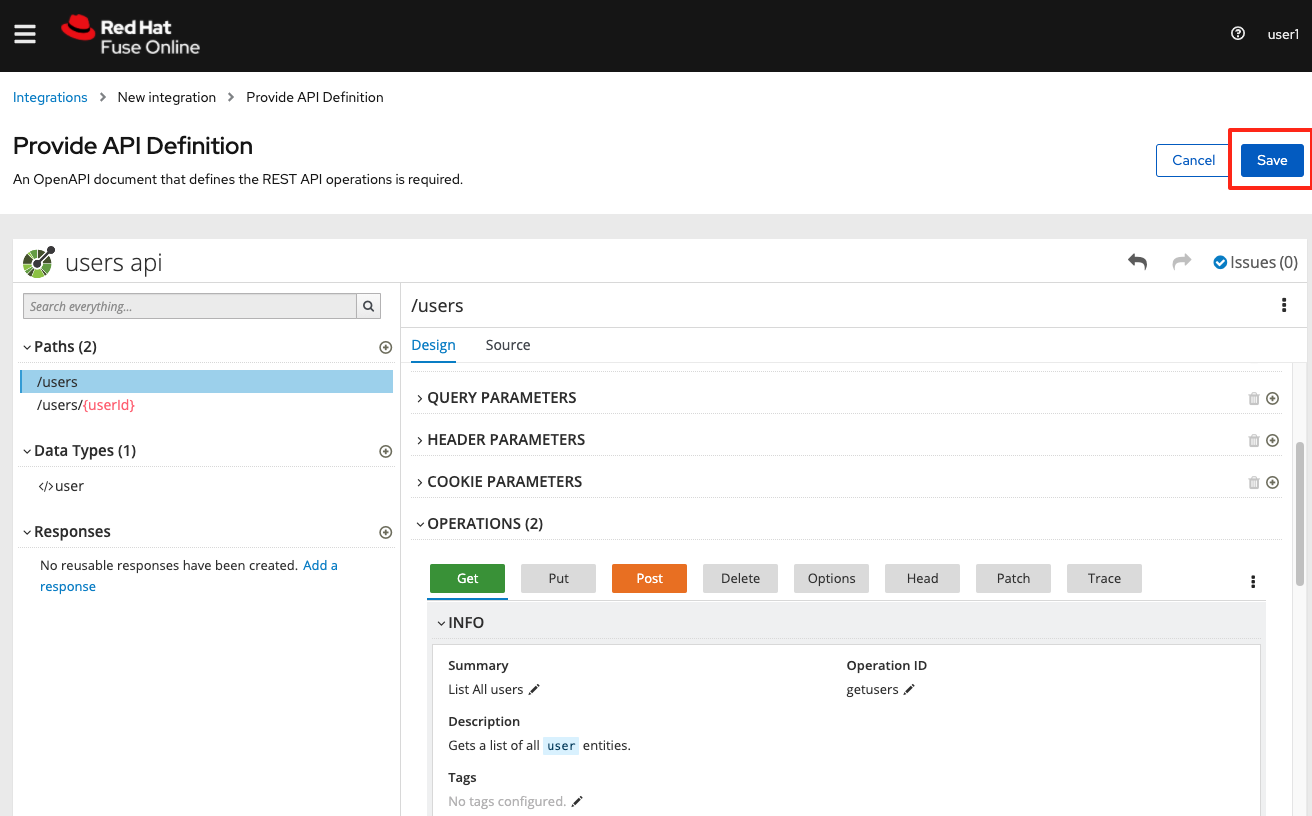 Red Hat
Fuse Online
user1
Integrations > New integration > Provide API Definition
Provide API Definition
An OpenAPI document that defines the REST API operations is required.
Cancel
Save
users api
Issues (0)
Search everything...
Paths (2)
/users
/users/{userId}
Data Types (1)
</> user
Responses
No reusable responses have been created. Add a
response
/users
Design
Source
QUERY PARAMETERS
HEADER PARAMETERS
COOKIE PARAMETERS
OPERATIONS (2)
Get
Put
Post
Delete
Options
Head
Patch
Trace
INFO
Summary
List All users
Operation ID
getusers
Description
Gets a list of all user entities.
Tags
No tags configured.